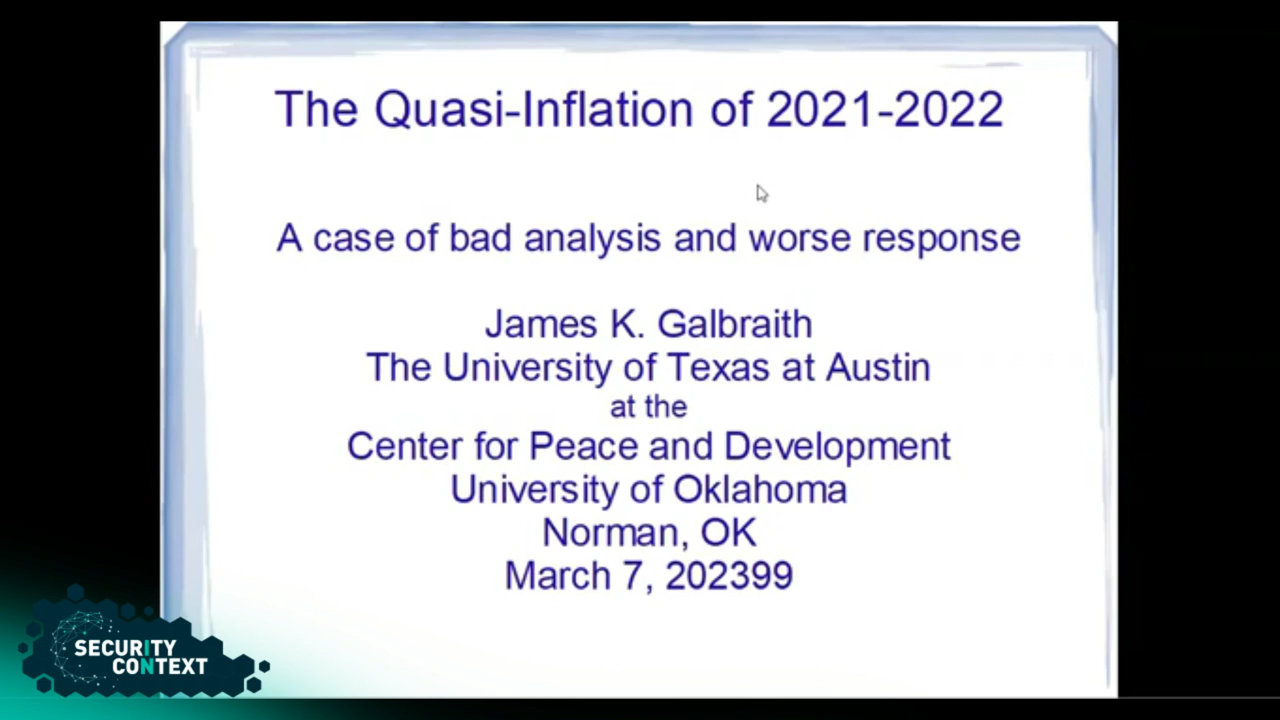 The Quasi-Inflation of 2021-2022
A case of bad analysis and worse response
James K. Galbraith
The University of Texas at Austin
at the
Center for Peace and Development
University of Oklahoma
Norman, OK
March 7, 202399
SECURITY
CONTEXT